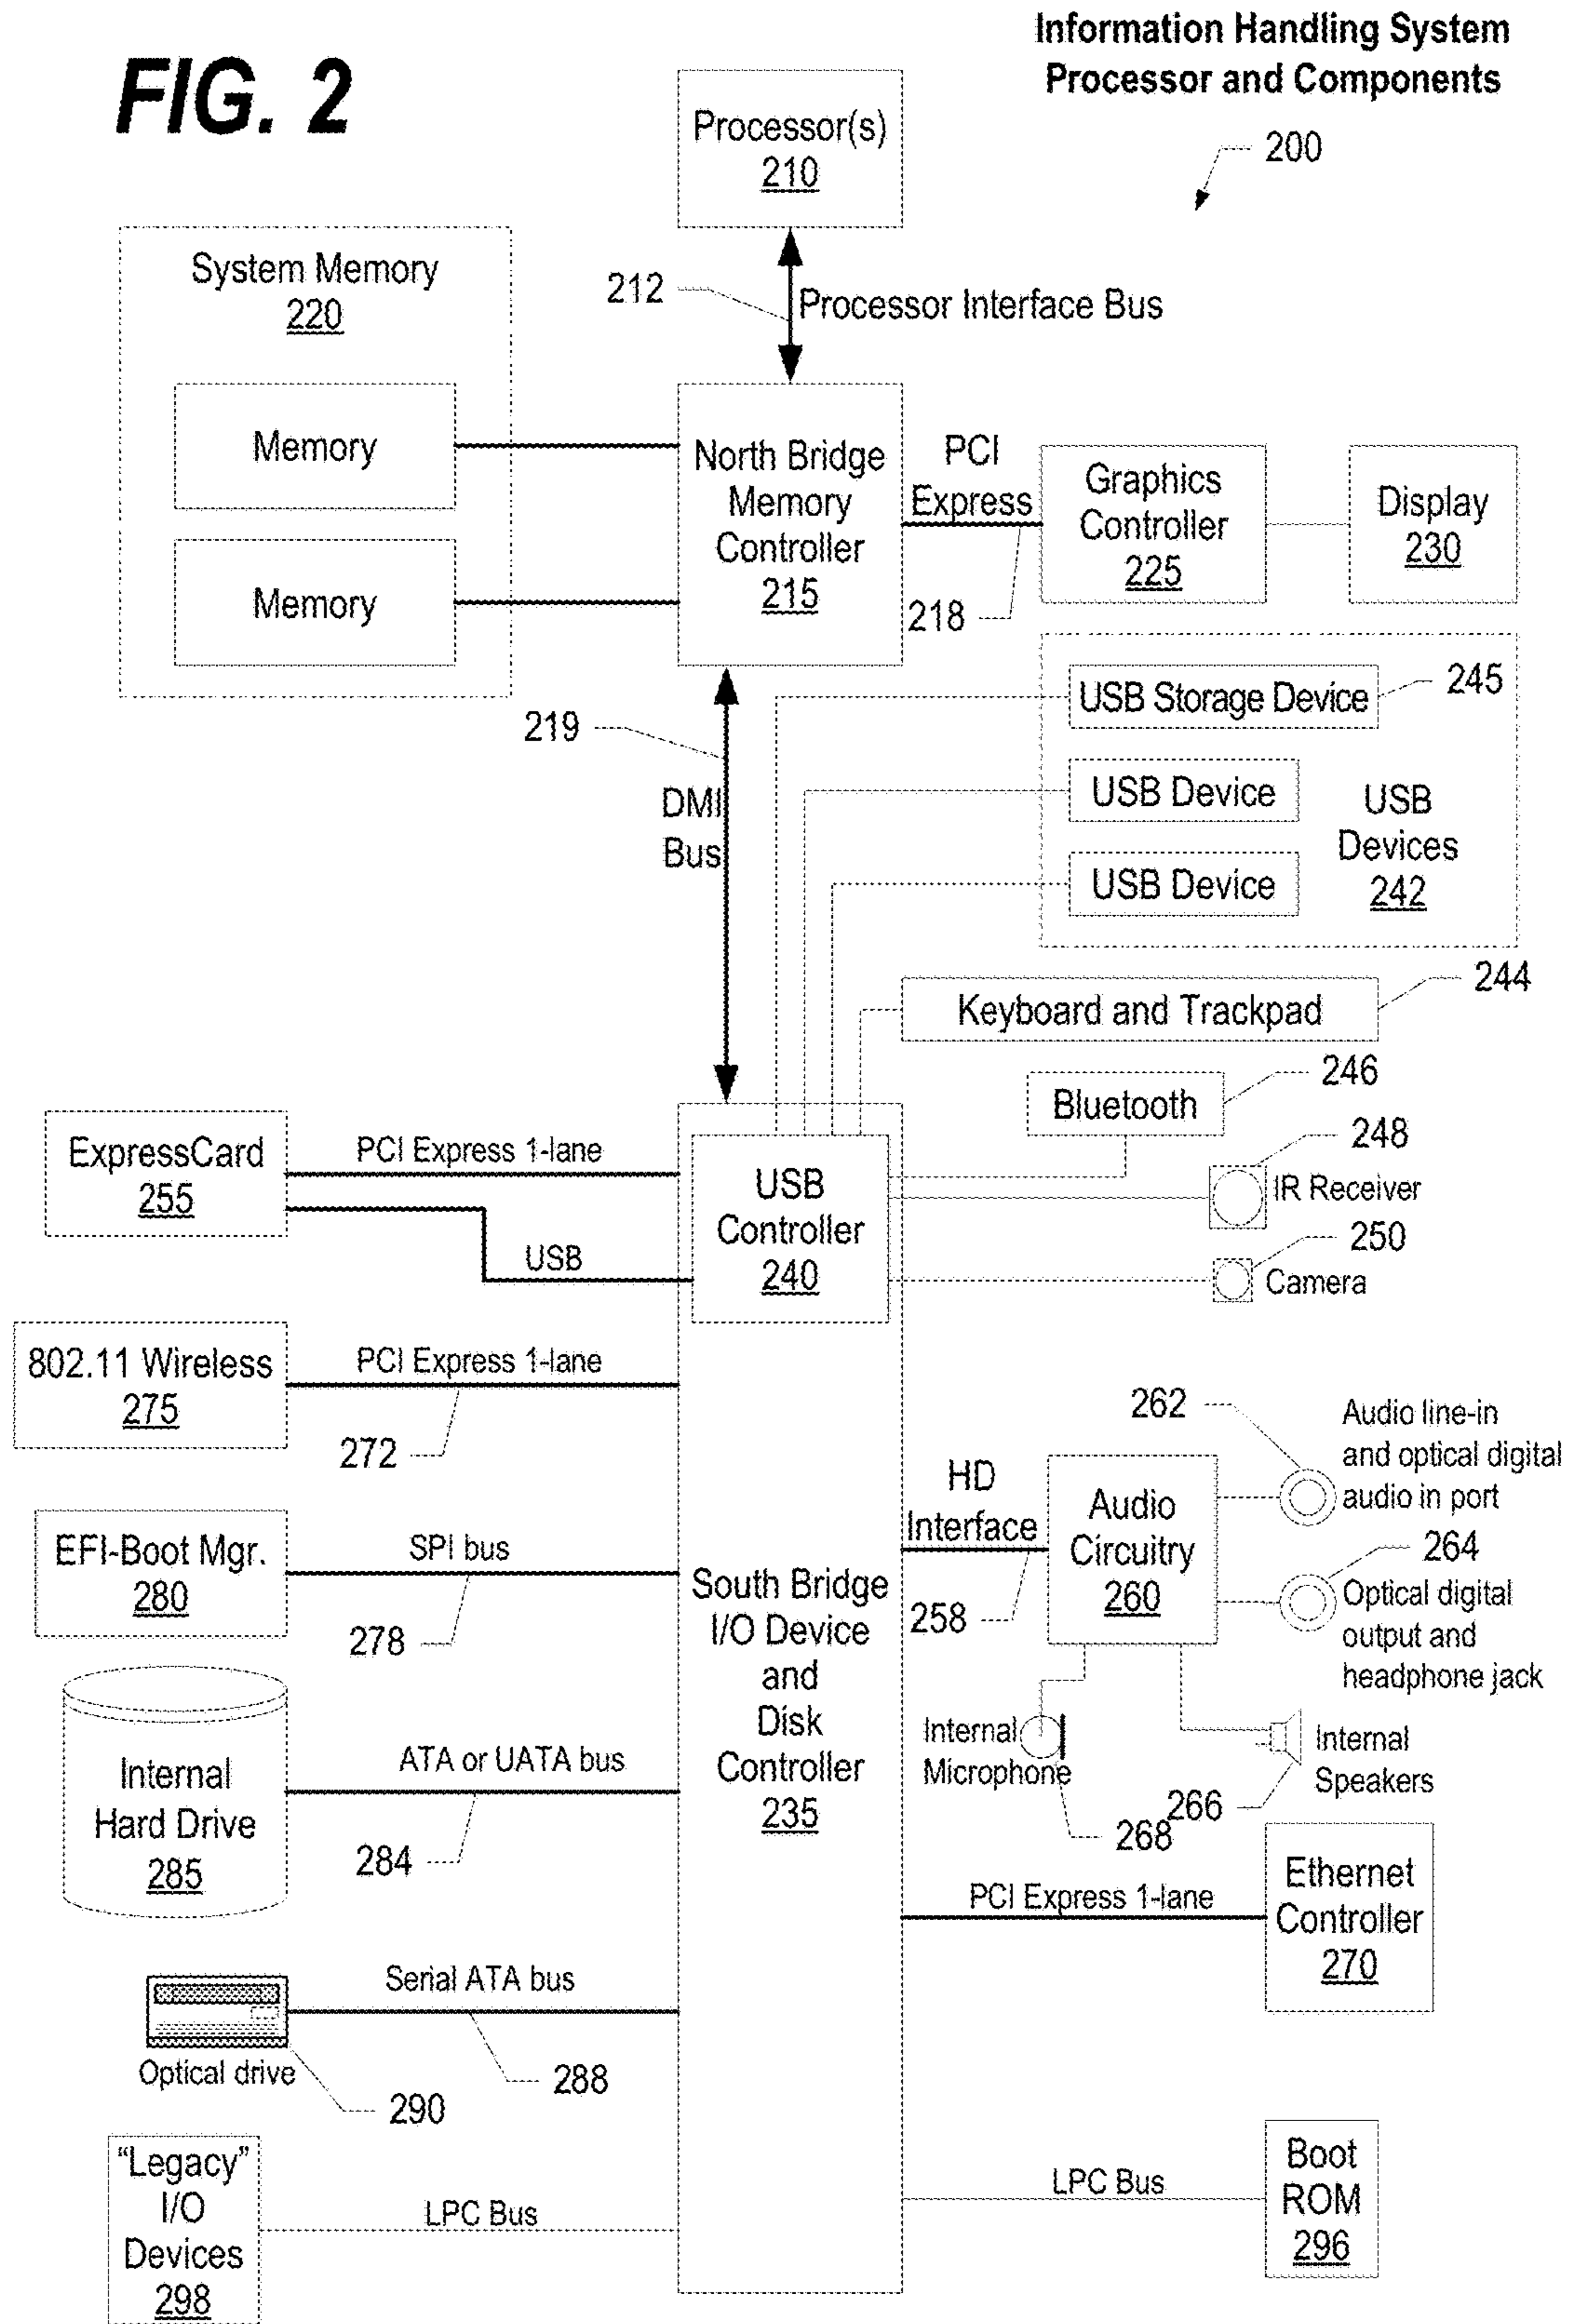 Information Handling System
Processor and Components
FIG. 2
200
Processor(s)
210
System Memory
220
212
Processor Interface Bus
Memory
Memory
North Bridge
Memory
Controller
215
PCI
Express
218
Graphics
Controller
225
Display
230
219
DMI
Bus
USB Storage Device
245
USB Device
USB Device
USB
Devices
242
Keyboard and Trackpad
244
Bluetooth
246
248
IR Receiver
250
Camera
ExpressCard
255
PCI Express 1-lane
USB
USB
Controller
240
802.11 Wireless
275
PCI Express 1-lane
272
262
Audio line-in
and optical digital
audio in port
HD
Interface
258
Audio
Circuitry
260
264
Optical digital
output and
headphone jack
EFI-Boot Mgr.
280
SPI bus
278
South Bridge
I/O Device
and
Disk
Controller
235
Internal
Microphone
268
Internal
Speakers
266
Internal
Hard Drive
285
ATA or UATA bus
284
PCI Express 1-lane
Ethernet
Controller
270
Serial ATA bus
288
Optical drive
290
"Legacy"
I/O
Devices
298
LPC Bus
LPC Bus
Boot
ROM
296